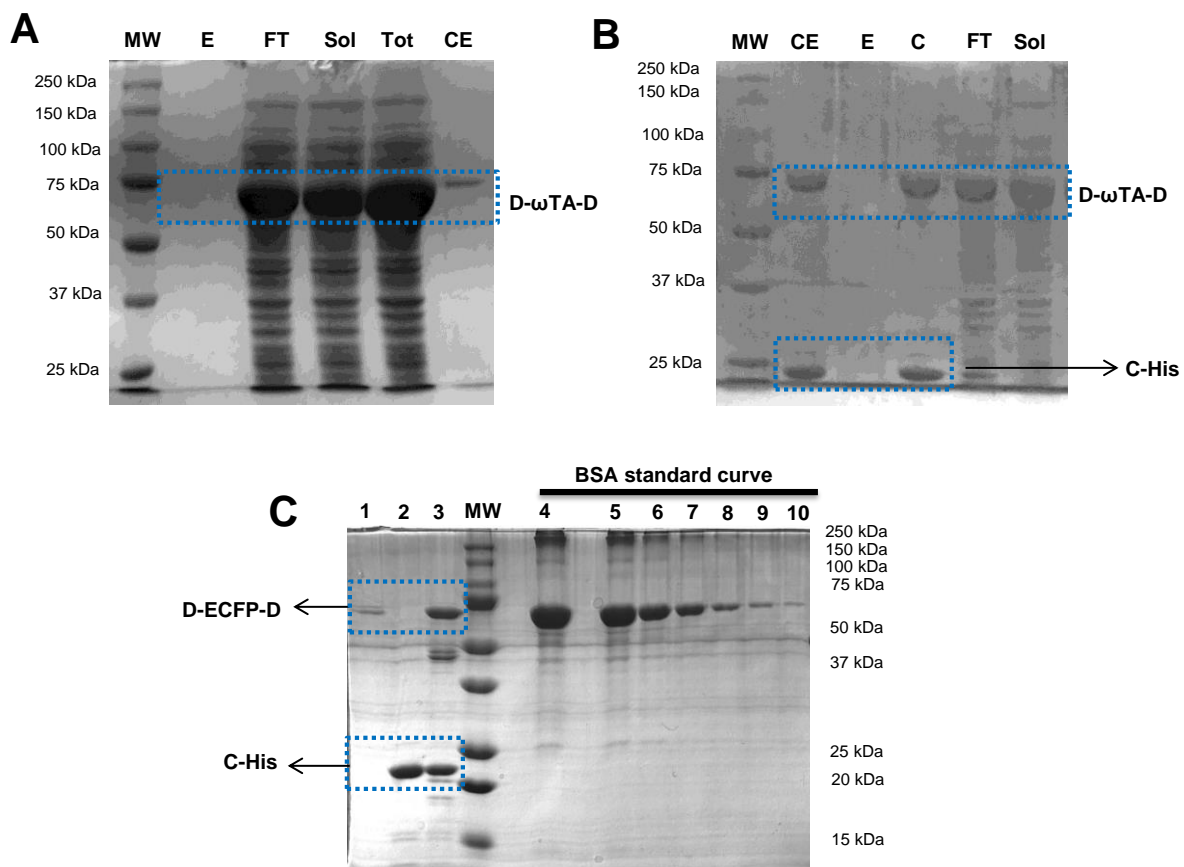 A
MW E FT Sol Tot CE
250 kDa
150 kDa
100 kDa
75 kDa
50 kDa
37 kDa
25 kDa
D-ωTA-D
B
MW CE E C FT Sol
250 kDa
150 kDa
100 kDa
75 kDa
50 kDa
37 kDa
25 kDa
D-ωTA-D
C-His
C
BSA standard curve
1 2 3 MW 4 5 6 7 8 9 10
D-ECFP-D
C-His
250 kDa
150 kDa
100 kDa
75 kDa
50 kDa
37 kDa
25 kDa
20 kDa
15 kDa